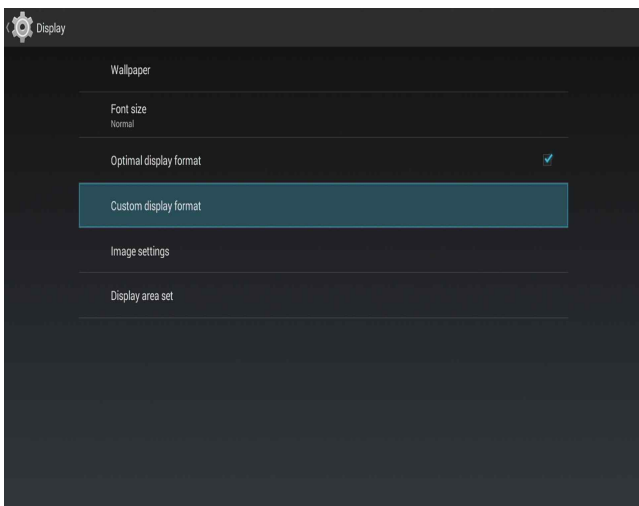 Display
Wallpaper
Font size
Normal
Optimal display format
Custom display format
Image settings
Display area set